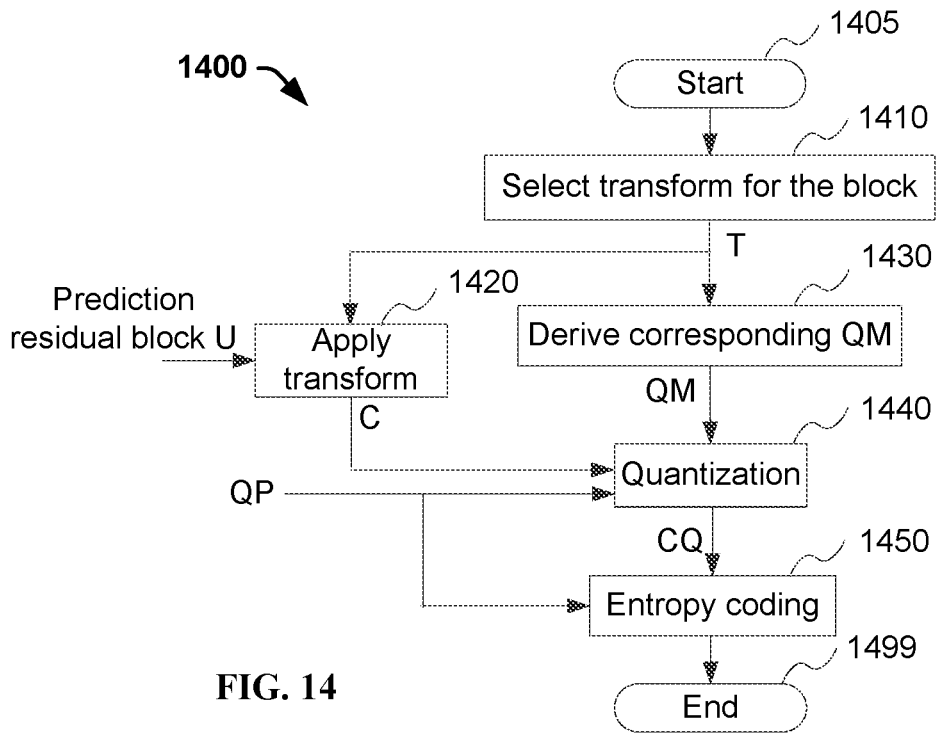 1405
1400
Start
1410
Select transform for the block
T
1430
1420
Prediction
residual block U
Apply
transform
Derive corresponding QM
C
QM
1440
Quantization
QP
CQ
1450
Entropy coding
1499
FIG. 14
End